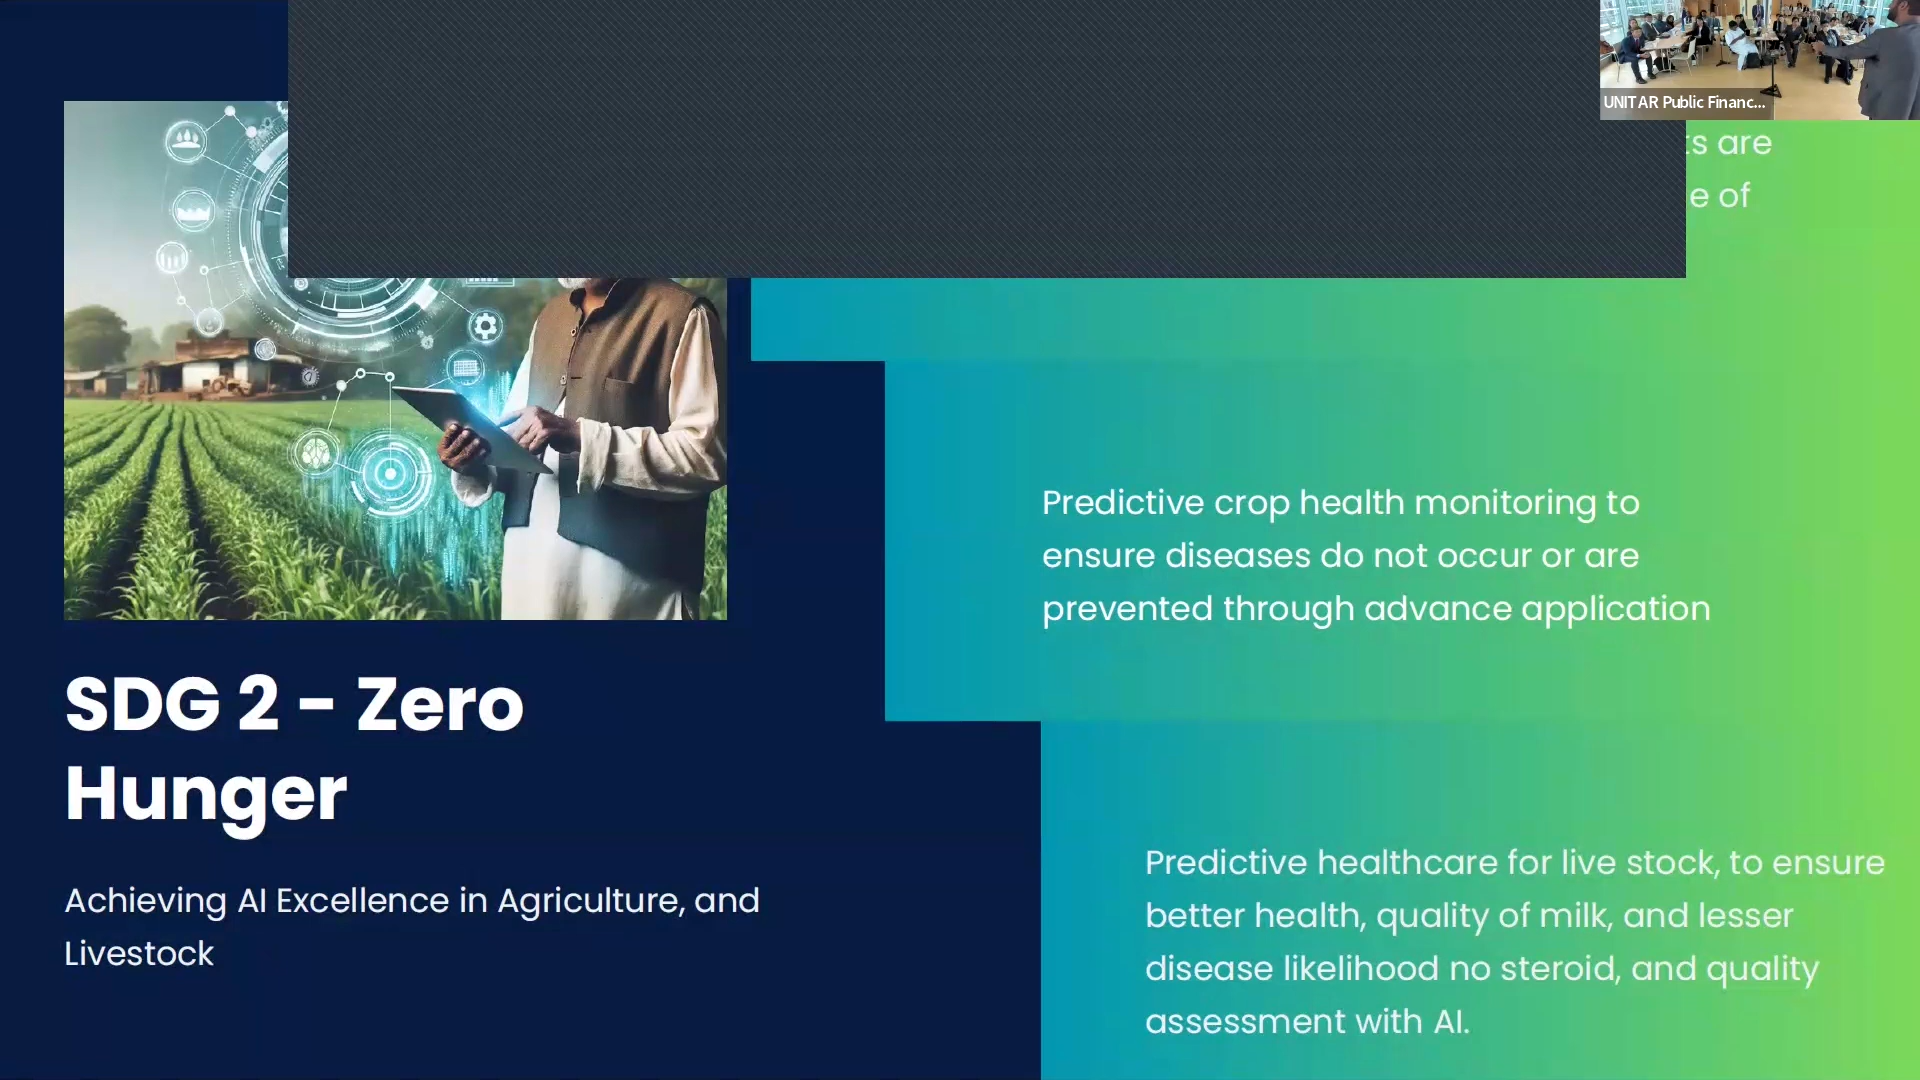 UNITAR Public Financ...
are
e of
Predictive crop health monitoring to
ensure diseases do not occur or are
prevented through advance application
SDG 2 - Zero
Hunger
Achieving AI Excellence in Agriculture, and
Livestock
Predictive healthcare for live stock, to ensure
better health, quality of milk, and lesser
disease likelihood no steroid, and quality
assessment with AI.